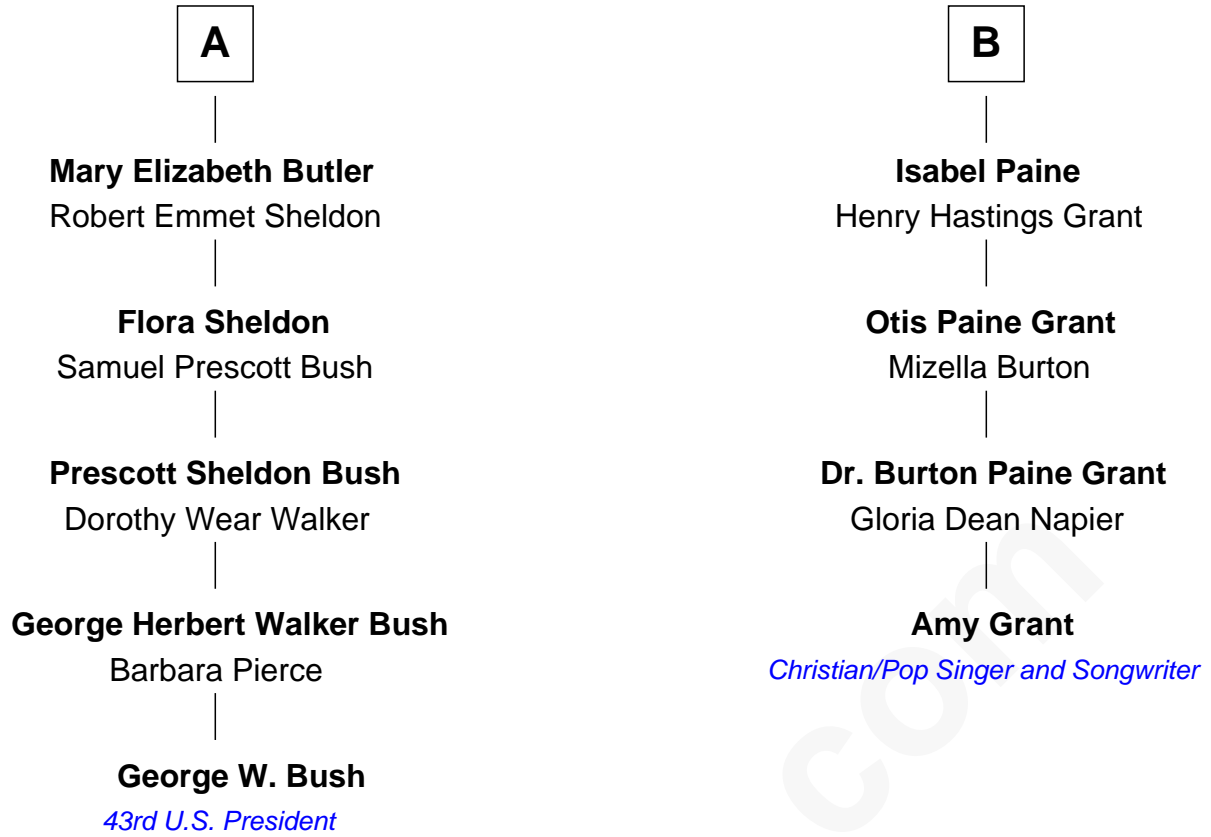 A
Mary Elizabeth Butler
Robert Emmet Sheldon
Flora Sheldon
Samuel Prescott Bush
Prescott Sheldon Bush
Dorothy Wear Walker
George Herbert Walker Bush
Barbara Pierce
George W. Bush
43rd U.S. President
B
Isabel Paine
Henry Hastings Grant
Otis Paine Grant
Mizella Burton
Dr. Burton Paine Grant
Gloria Dean Napier
Amy Grant
Christian/Pop Singer and Songwriter
com